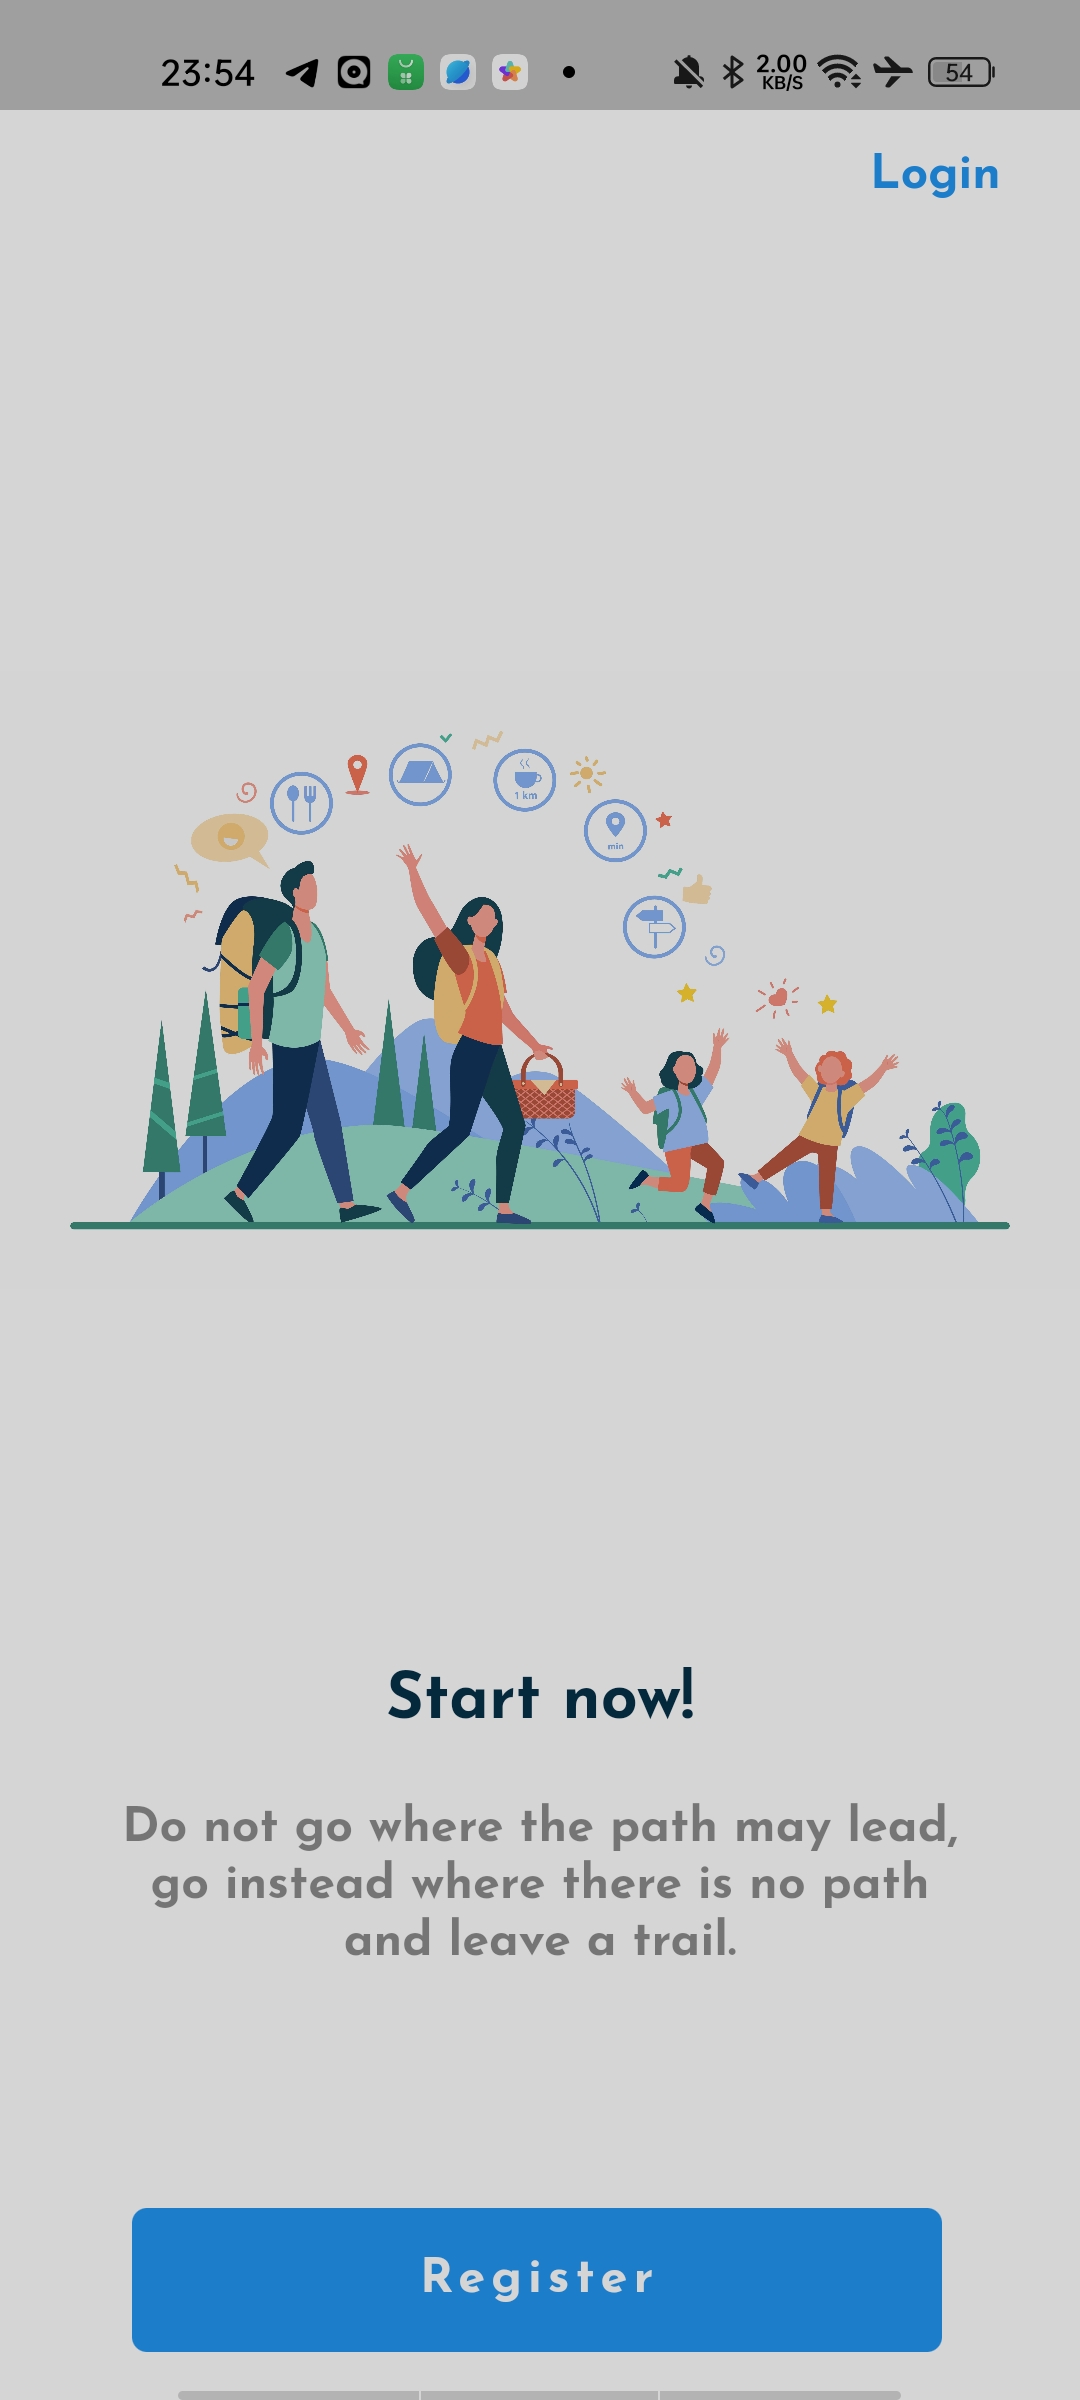 23:54
2.00
KB/S
54
Login
1 km
min
Start now!
Do not go where the path may lead,
go instead where there is no path
and leave a trail.
Register